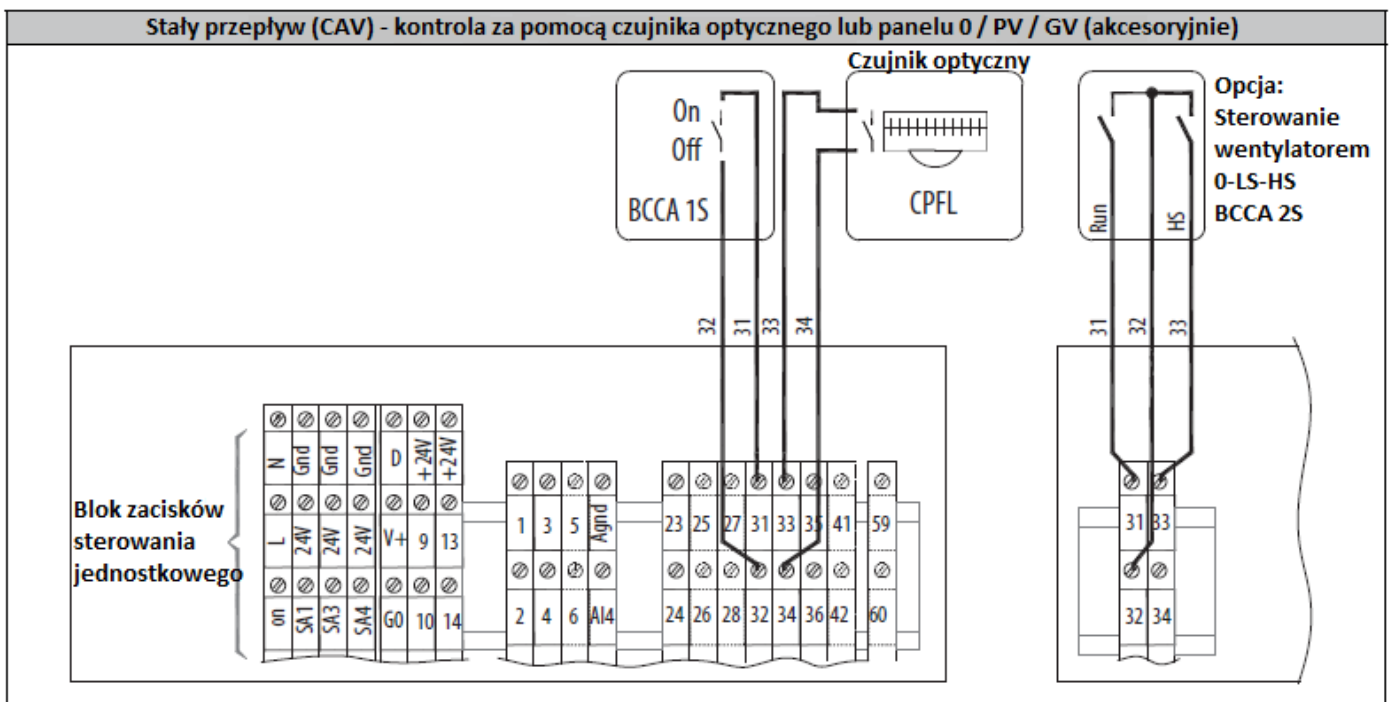 Stały przepływ (CAV) - kontrola za pomocą czujnika optycznego lub panelu 0 / PV / GV (akcesoryjnie)
Czujnik optyczny
On
Off
BCCA 1S
CPFL
Run
HS
Opcja:
Sterowanie
wentylatorem
0-LS-HS
BCCA 2S
32 31 33 34
31 32 33
Blok zacisków
sterowania
jednostkowego
N Gnd Gnd Gnd D +24V +24V
L 24V 24V 24V V+ 9 13
on SA1 SA3 SA4 G0 10 14
1 3 5 Agnd
2 4 6 AI4
23 25 27 31 33 35 41 59
24 26 28 32 34 36 42 60
31 33
32 34